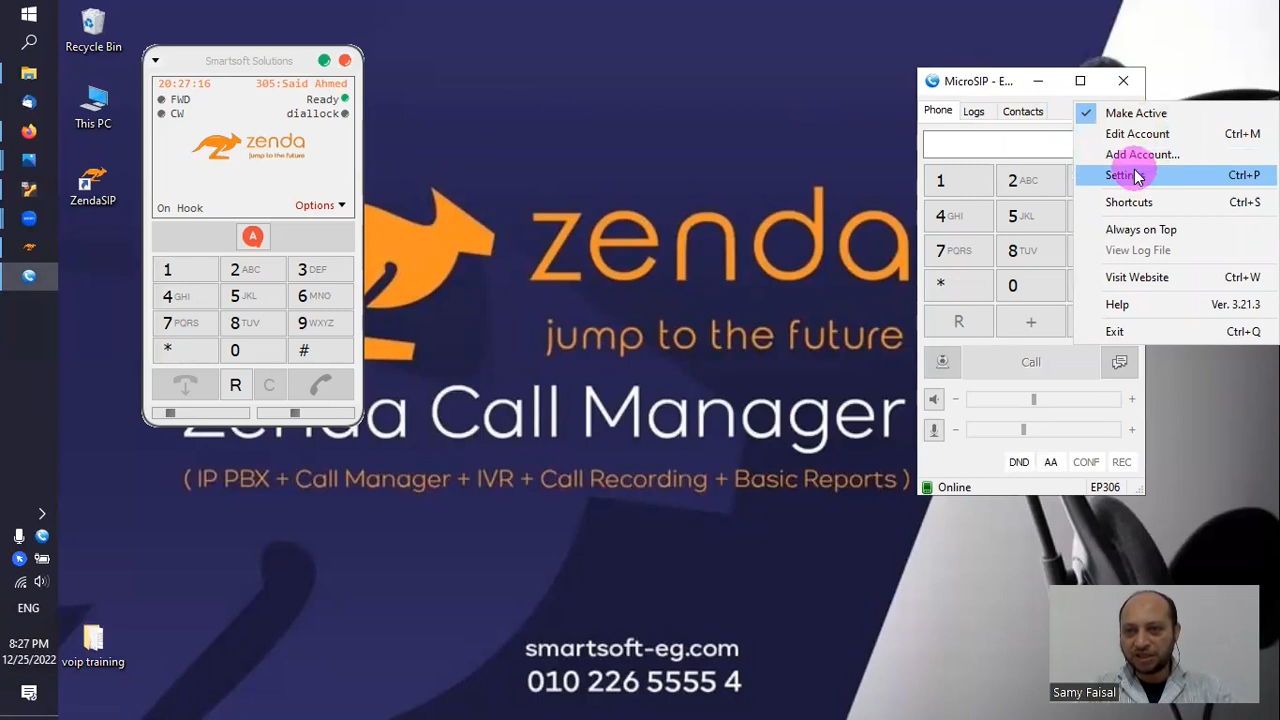 Recycle Bin
This PC
ZendaSIP
voip training
ENG
8:27 PM
12/25/2022
Smartsoft Solutions
20:27:16 305:Said Ahmed
FWD Ready
CW diallock
zenda
jump to the future
On Hook Options
A
1 2 ABC 3 DEF
4 GHI 5 JKL 6 MNO
7 PQRS 8 TUV 9 WXYZ
* 0 #
R C
zenda
jump to the future
Zenda Call Manager
( IP PBX + Call Manager + IVR + Call Recording + Basic Reports )
smartsoft-eg.com
010 226 5555 4
MicroSIP - E...
Phone Logs Contacts
1 2 ABC
4 GHI 5 JKL
7 PQRS 8 TUV
* 0
R +
Call
- +
- +
DND AA CONF REC
Online EP306
Make Active
Edit Account Ctrl+M
Add Account...
Settin Ctrl+P
Shortcuts Ctrl+S
Always on Top
View Log File
Visit Website Ctrl+W
Help Ver. 3.21.3
Exit Ctrl+Q
Samy Faisal